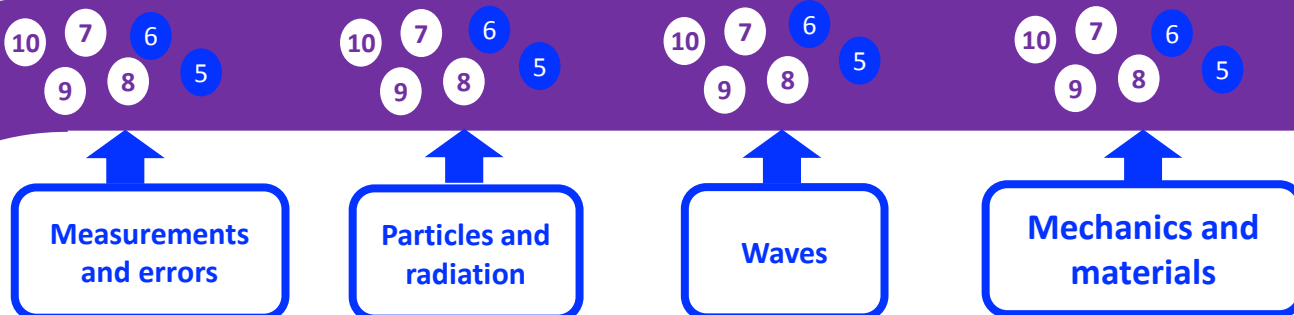 10 7 6 5 9 8
10 7 6 5 9 8
10 7 6 5 9 8
10 7 6 5 9 8
Measurements
and errors
Particles and
radiation
Waves
Mechanics and
materials